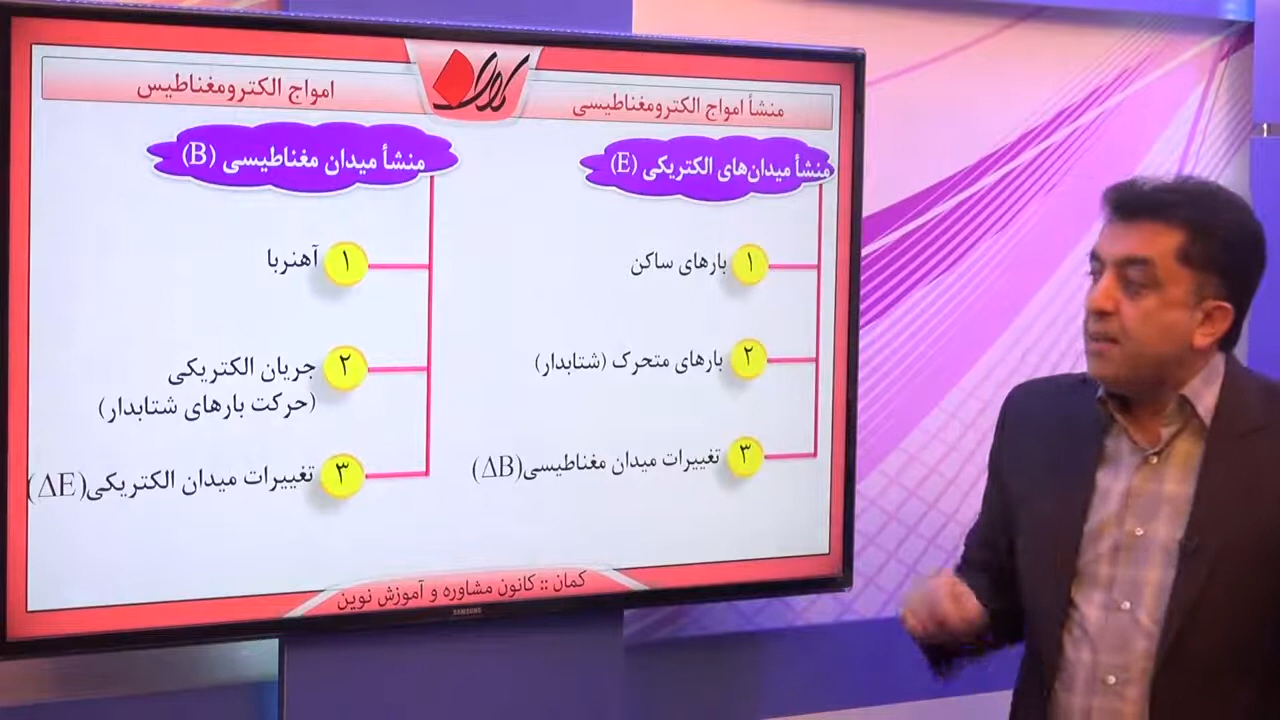 منشأ امواج الکترومغناطیسی
امواج الکترومغناطیس
کمان
منشأ میدان‌های الکتریکی (E)
۱ بارهای ساکن
۲ بارهای متحرک (شتابدار)
۳ تغییرات میدان مغناطیسی(ΔB)
منشأ میدان مغناطیسی (B)
۱ آهنربا
۲ جریان الکتریکی
(حرکت بارهای شتابدار)
۳ تغییرات میدان الکتریکی(ΔE)
کمان :: کانون مشاوره و آموزش نوین
SAMSUNG